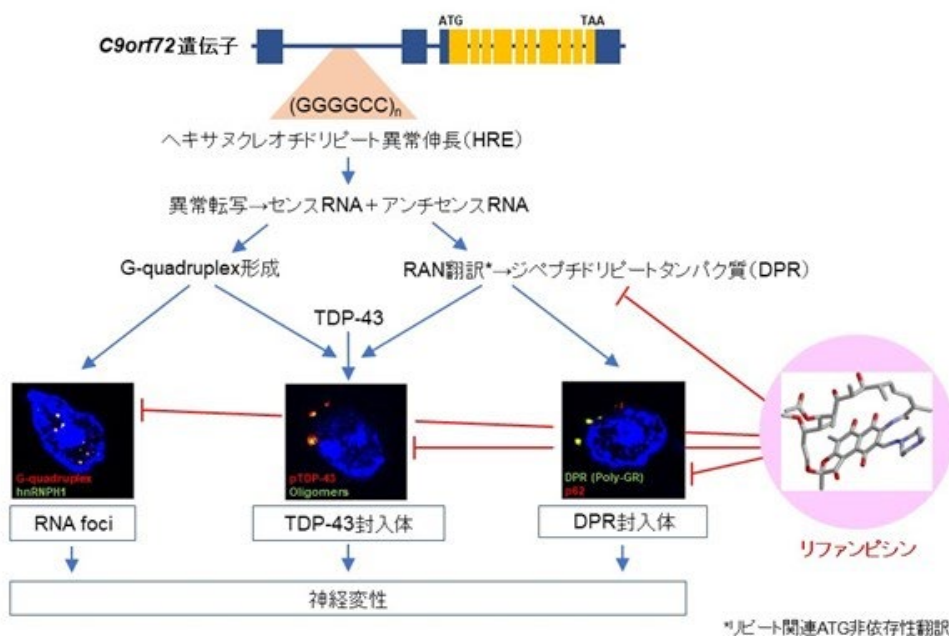 ATG TAA
C9orf72遺伝子
(GGGGCC)n
ヘキサヌクレオチドリピート異常伸長(HRE)
異常転写→センスRNA+アンチセンスRNA
G-quadruplex形成 RAN翻訳*→ジペプチドリピートタンパク質(DPR)
TDP-43
G-quadruplex
hnRNPH1
pTDP-43
Oligomers
DPR (Poly-GR)
p62
RNA foci TDP-43封入体 DPR封入体
リファンピシン
神経変性
*リピート関連ATG非依存性翻訳